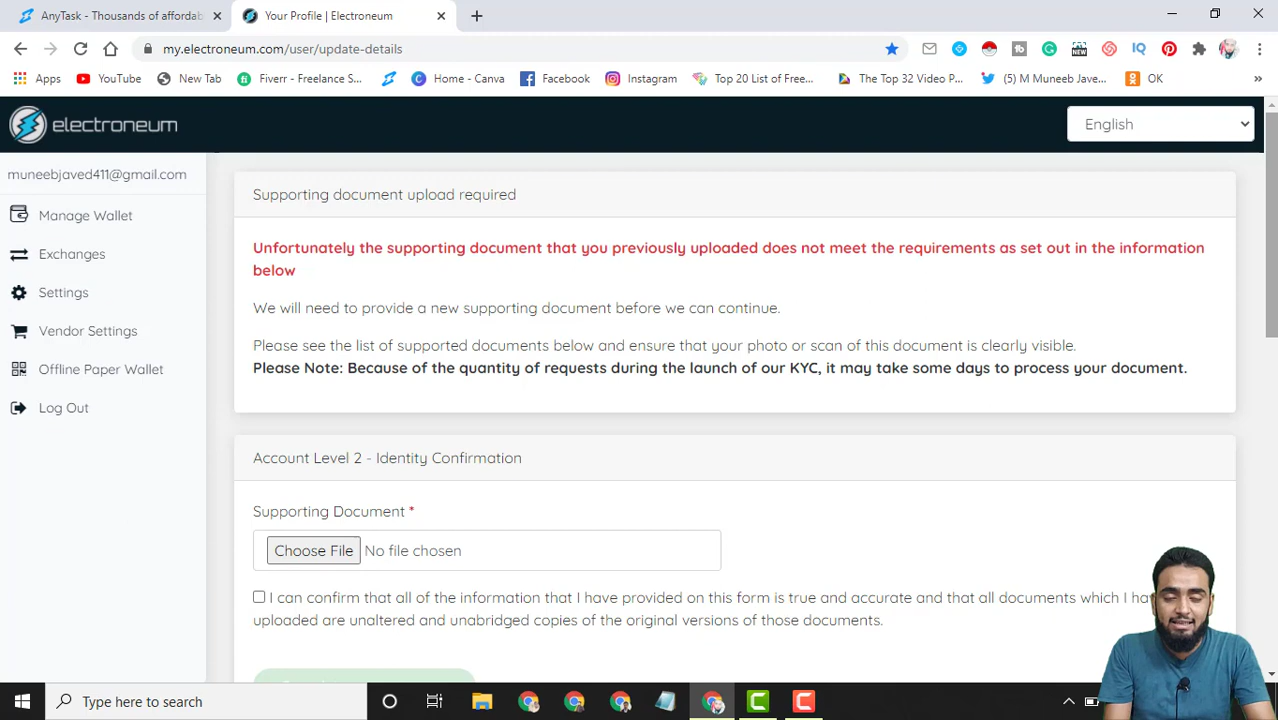 AnyTask - Thousands of affordab
Your Profile | Electroneum
my.electroneum.com/user/update-details
Apps
YouTube
New Tab
Fiverr - Freelance S...
Home - Canva
Facebook
Instagram
Top 20 List of Free...
The Top 32 Video P...
(5) M Muneeb Jave...
OK
electroneum
English
muneebjaved411@gmail.com
Manage Wallet
Exchanges
Settings
Vendor Settings
Offline Paper Wallet
Log Out
Supporting document upload required
Unfortunately the supporting document that you previously uploaded does not meet the requirements as set out in the information
below
We will need to provide a new supporting document before we can continue.
Please see the list of supported documents below and ensure that your photo or scan of this document is clearly visible.
Please Note: Because of the quantity of requests during the launch of our KYC, it may take some days to process your document.
Account Level 2 - Identity Confirmation
Supporting Document *
Choose File No file chosen
I can confirm that all of the information that I have provided on this form is true and accurate and that all documents which I
uploaded are unaltered and unabridged copies of the original versions of those documents.
Type here to search